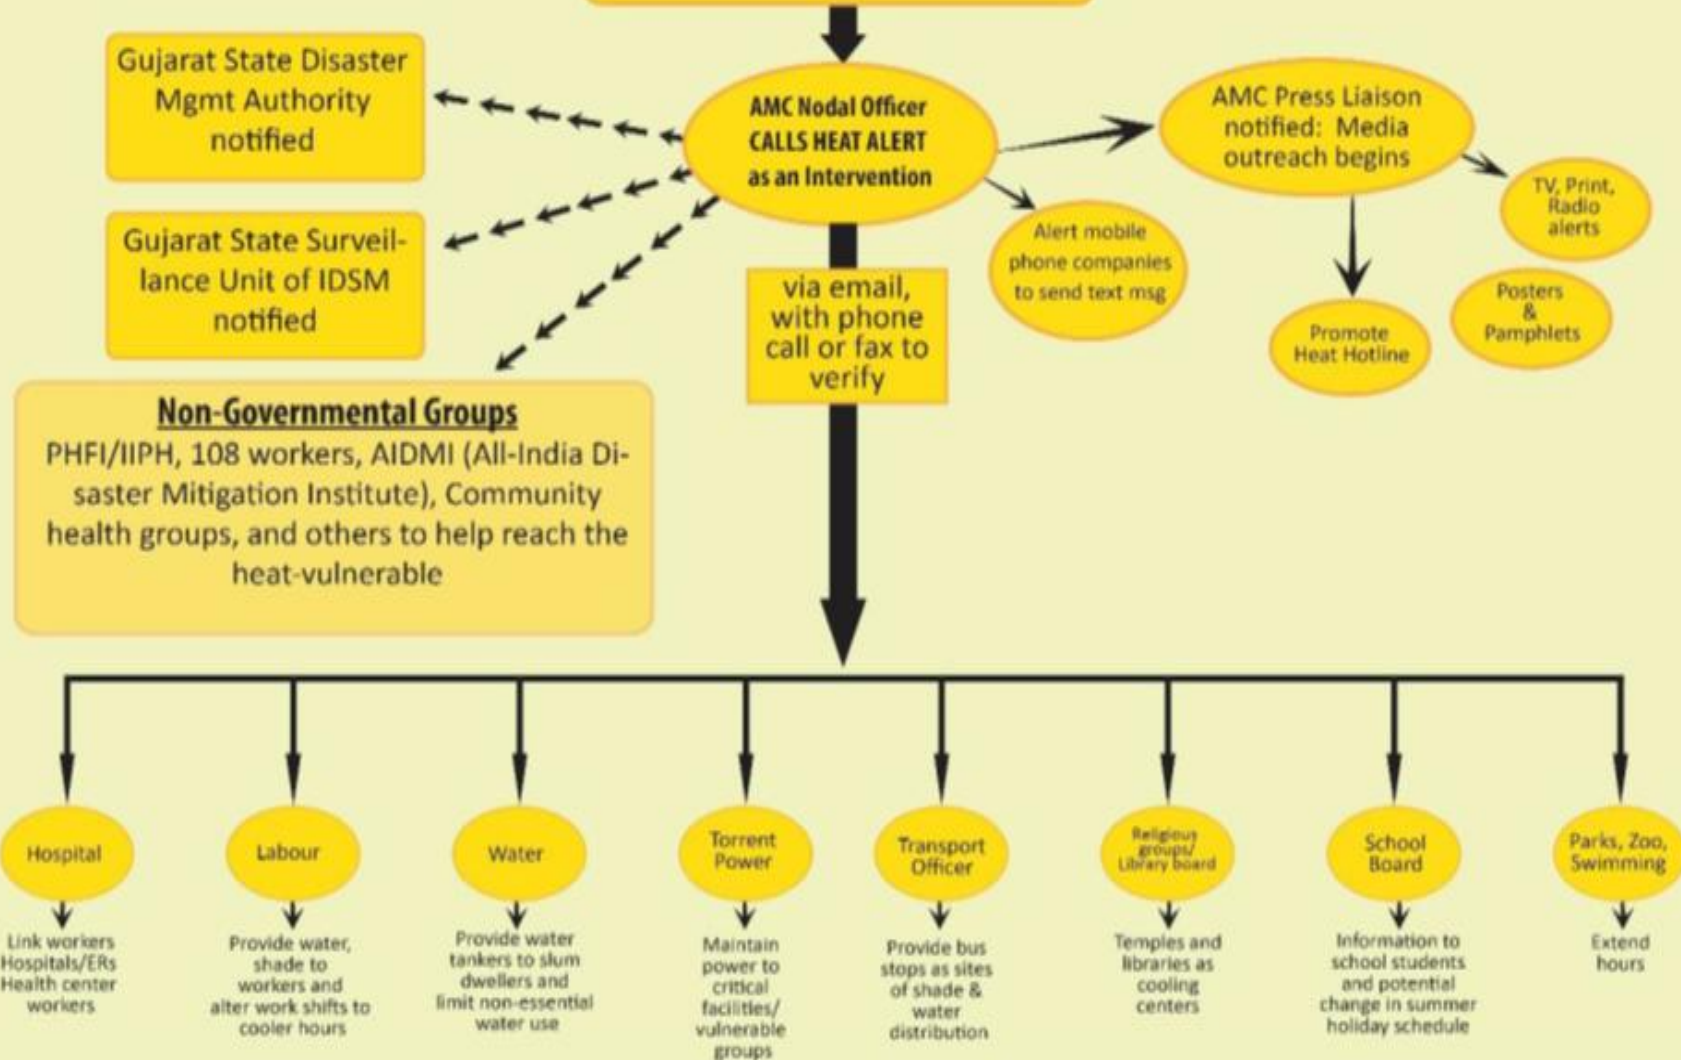 Gujarat State Disaster
Mgmt Authority
notified
AMC Nodal Officer
CALLS HEAT ALERT
as an Intervention
AMC Press Liaison
notified: Media
outreach begins
TV, Print,
Radio
alerts
Gujarat State Surveil-
lance Unit of IDSM
notified
Alert mobile
phone companies
to send text msg
via email,
with phone
call or fax to
verify
Posters
&
Pamphlets
Promote
Heat Hotline
Non-Governmental Groups
PHFI/IIPH, 108 workers, AIDMI (All-India Di-
saster Mitigation Institute), Community
health groups, and others to help reach the
heat-vulnerable
Hospital
Link workers
Hospitals/ERs
Health center
workers
Labour
Provide water,
shade to
workers and
alter work shifts to
cooler hours
Water
Provide water
tankers to slum
dwellers and
limit non-essential
water use
Torrent
Power
Maintain
power to
critical
facilities/
vulnerable
groups
Transport
Officer
Provide bus
stops as sites
of shade &
water
distribution
Religious
groups/
Library board
Temples and
libraries as
cooling
centers
School
Board
Information to
school students
and potential
change in summer
holiday schedule
Parks, Zoo,
Swimming
Extend
hours